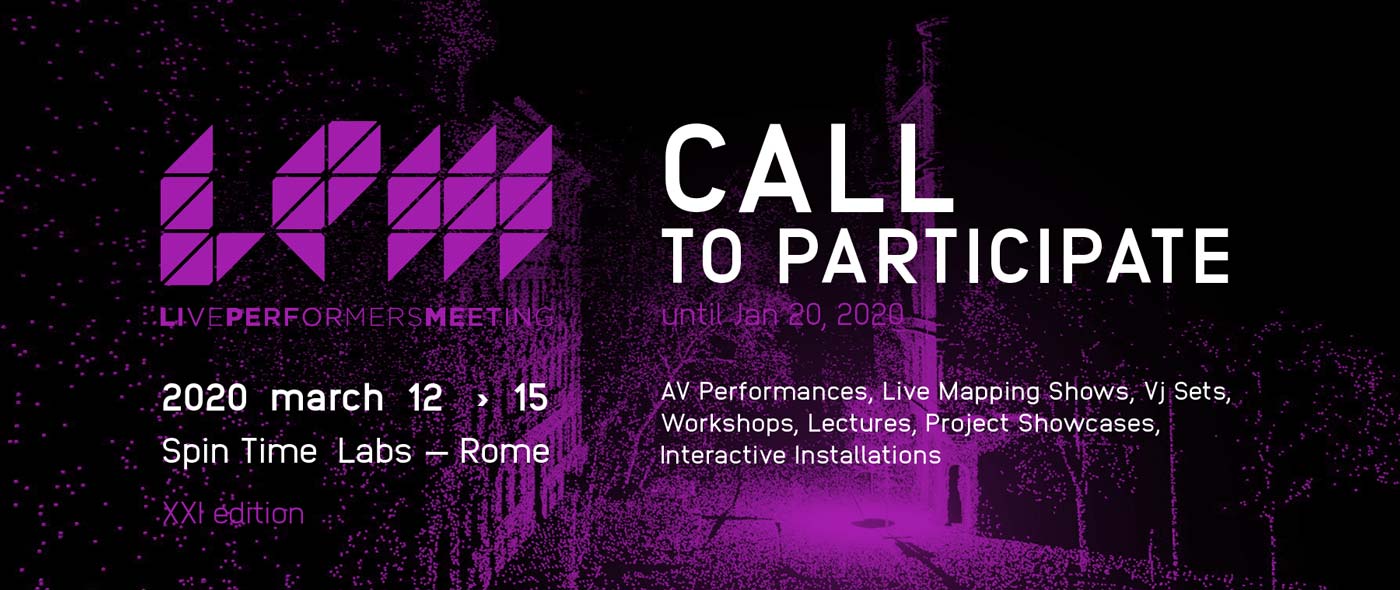 LPM
LIVEPERFORMERSMEETING
2020 march 12 › 15
Spin Time Labs – Rome
XXI edition
CALL
TO PARTICIPATE
until Jan 20, 2020
AV Performances, Live Mapping Shows, Vj Sets,
Workshops, Lectures, Project Showcases,
Interactive Installations